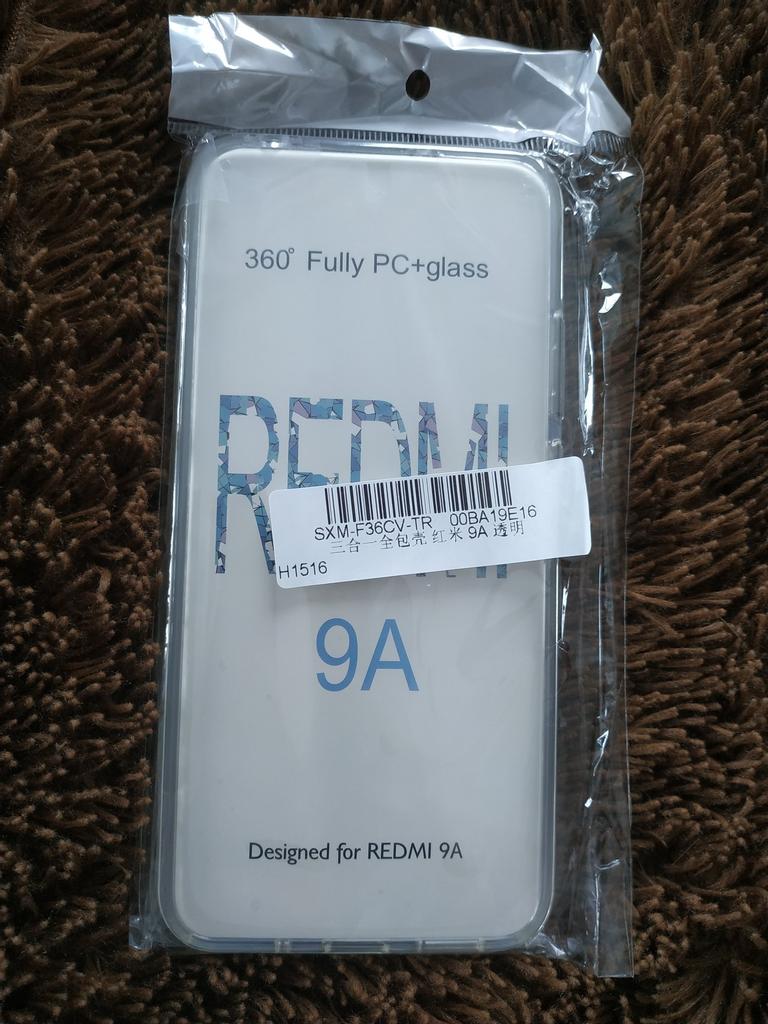 360° Fully PC+glass
REDMI
SXM-F36CV-TR 00BA19E16
三合一全包壳 红米 9A 透明
H1516
9A
Designed for REDMI 9A